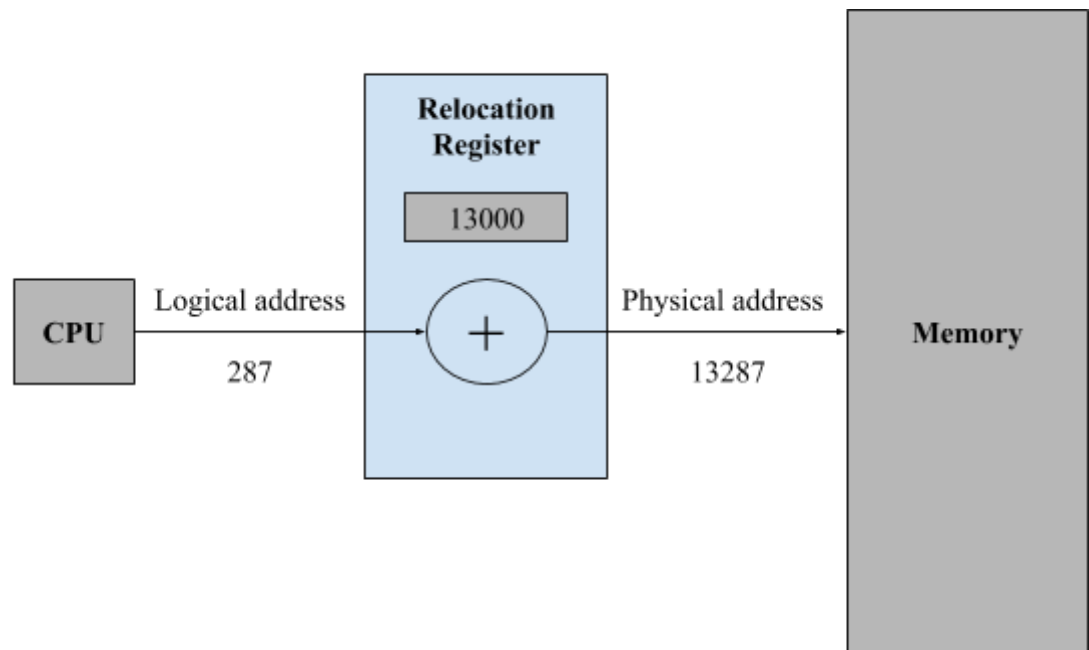 Relocation
Register
13000
Logical address
Physical address
CPU
+
Memory
287
13287